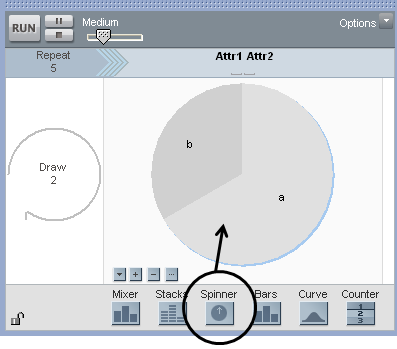 RUN
Medium
Options
Repeat
5
Attr1 Attr2
Draw
2
b
a
Mixer Stacks Spinner Bars Curve Counter
1
2
3